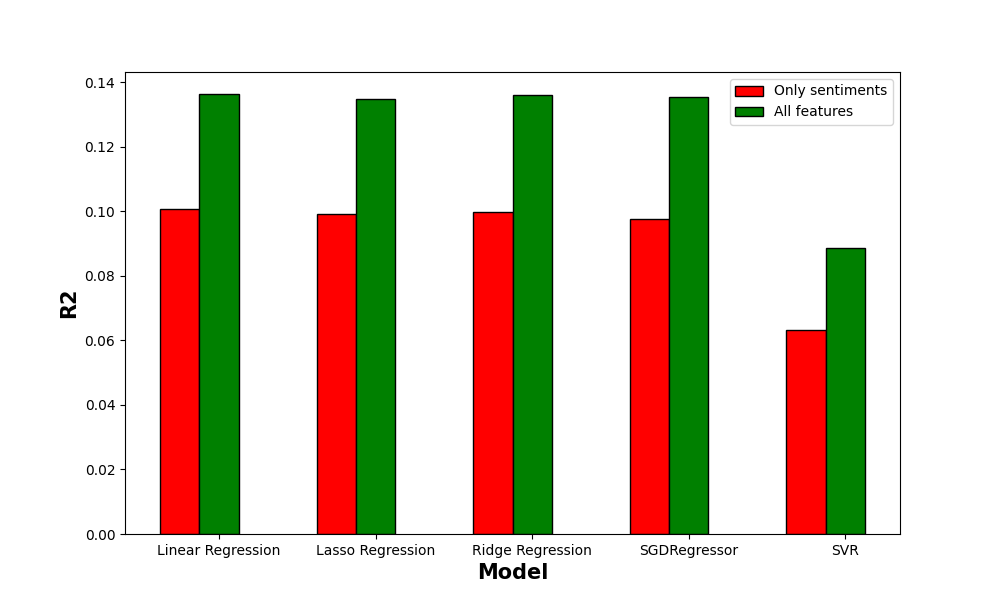 Only sentiments
All features
0.14
0.12
0.10
0.08
0.06
0.04
0.02
0.00
R2
Linear Regression
Lasso Regression
Ridge Regression
SGDRegressor
SVR
Model